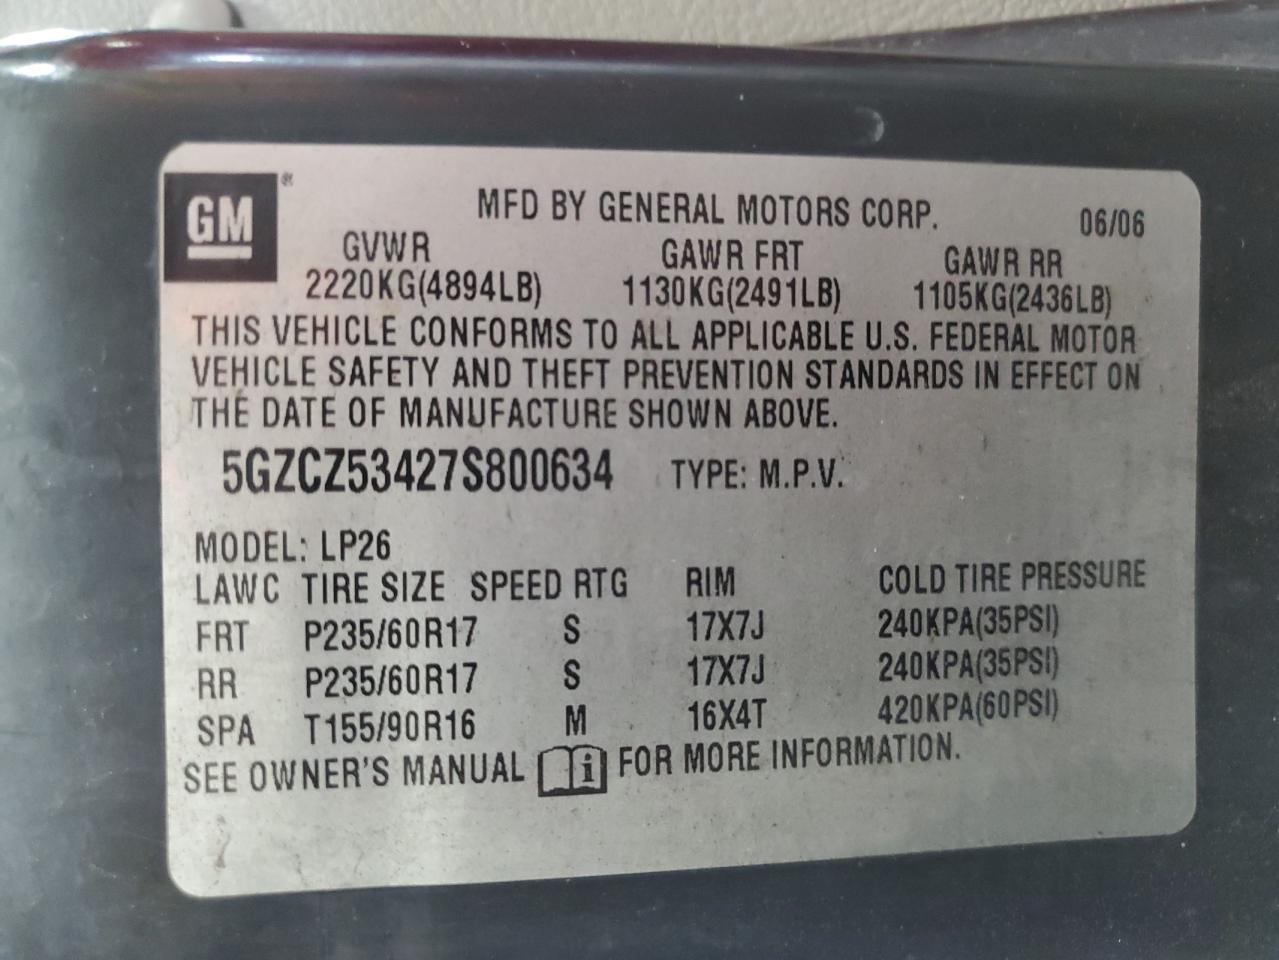 GM®
MFD BY GENERAL MOTORS CORP. 06/06
GVWR GAWR FRT GAWR RR
2220KG(4894LB) 1130KG(2491LB) 1105KG(2436LB)
THIS VEHICLE CONFORMS TO ALL APPLICABLE U.S. FEDERAL MOTOR
VEHICLE SAFETY AND THEFT PREVENTION STANDARDS IN EFFECT ON
THE DATE OF MANUFACTURE SHOWN ABOVE.
5GZCZ53427S800634 TYPE: M.P.V.
MODEL: LP26
LAWC TIRE SIZE SPEED RTG RIM COLD TIRE PRESSURE
FRT P235/60R17 S 17X7J 240KPA(35PSI)
RR P235/60R17 S 17X7J 240KPA(35PSI)
SPA T155/90R16 M 16X4T 420KPA(60PSI)
SEE OWNER'S MANUAL i FOR MORE INFORMATION.